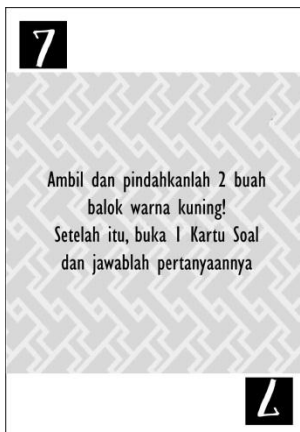 7
Ambil dan pindahkanlah 2 buah
balok warna kuning!
Setelah itu, buka 1 Kartu Soal
dan jawablah pertanyaannya
7